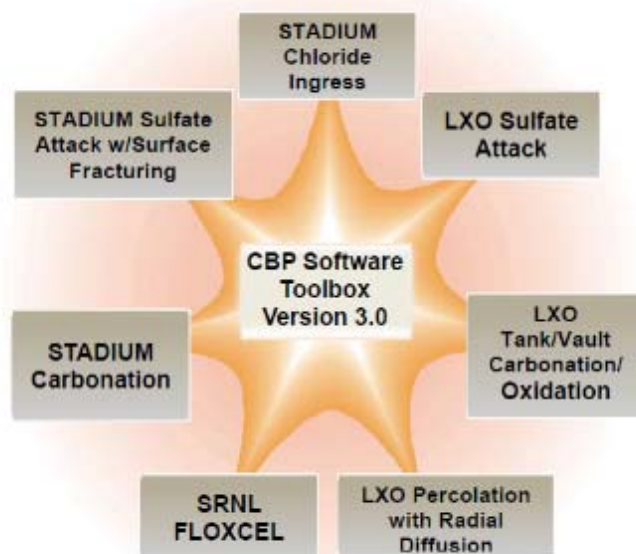 STADIUM
Chloride
Ingress
STADIUM Sulfate
Attack w/Surface
Fracturing
LXO Sulfate
Attack
CBP Software
Toolbox
Version 3.0
STADIUM
Carbonation
LXO
Tank/Vault
Carbonation/
Oxidation
SRNL
FLOXCEL
LXO Percolation
with Radial
Diffusion